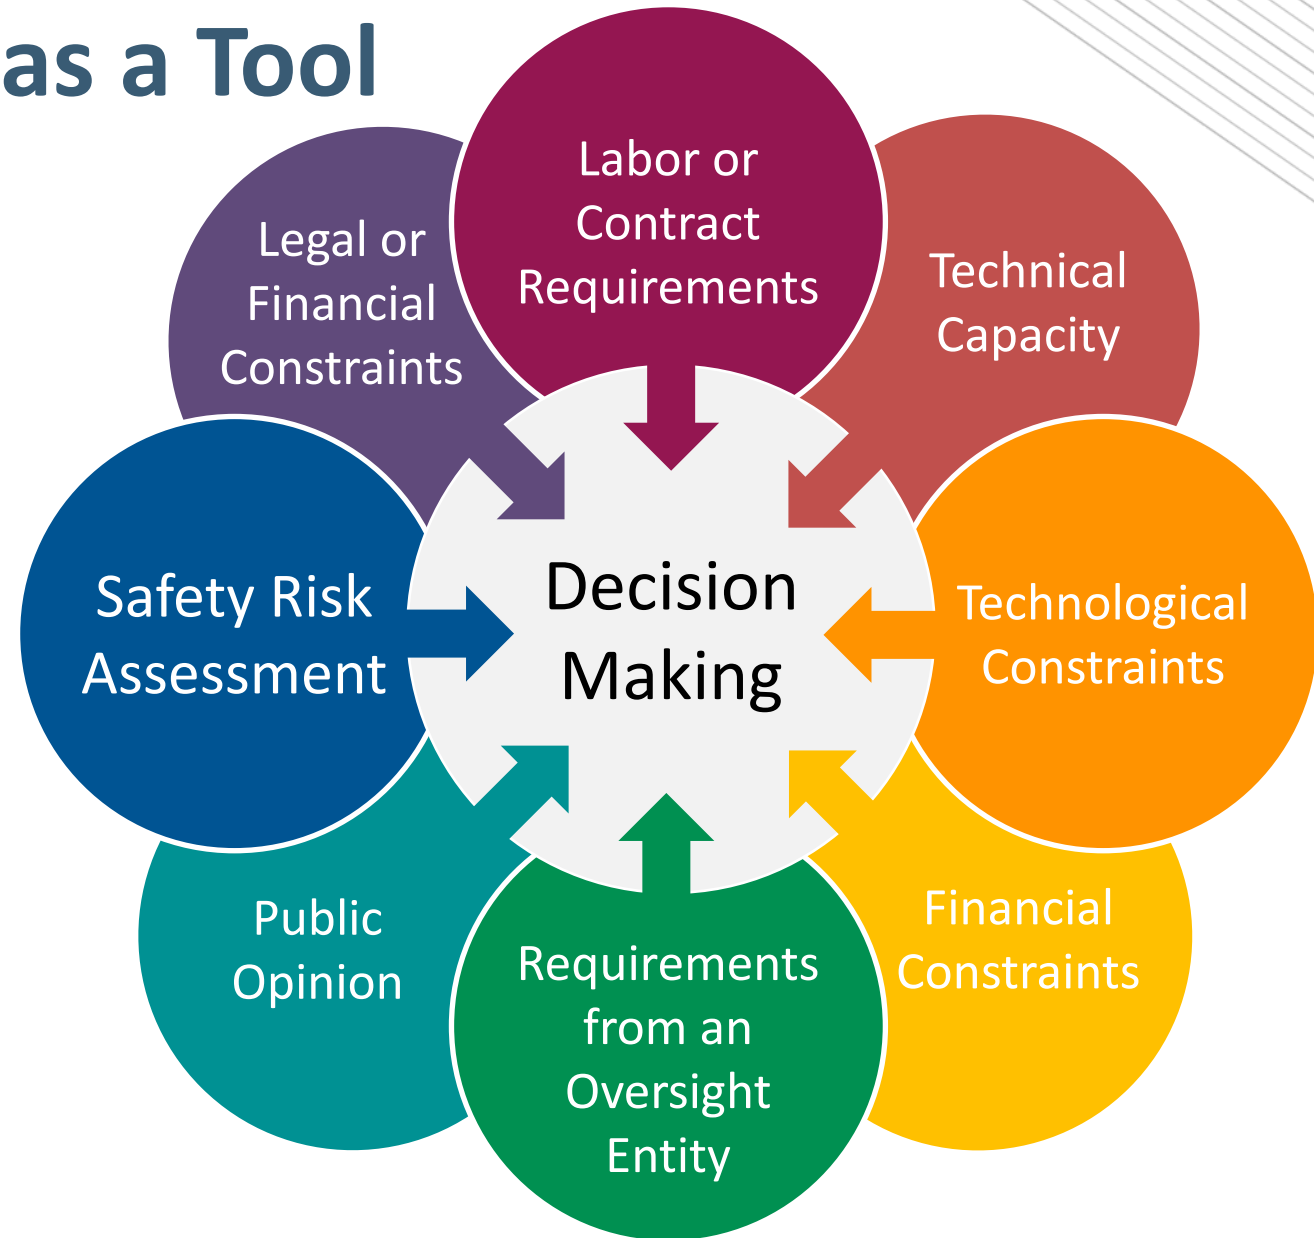 as a Tool
Labor or
Contract
Requirements
Technical
Capacity
Technological
Constraints
Financial
Constraints
Requirements
from an
Oversight
Entity
Public
Opinion
Safety Risk
Assessment
Legal or
Financial
Constraints
Decision
Making